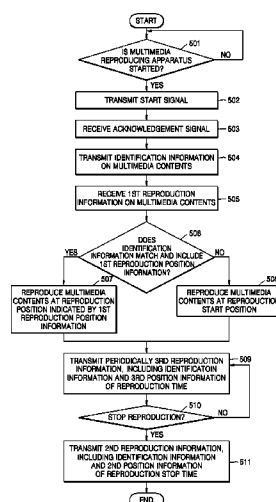 START
501
IS MULTIMEDIA
REPRODUCING APPARATUS
STARTED?
NO
YES
TRANSMIT START SIGNAL
502
RECEIVE ACKNOWLEDGEMENT SIGNAL
503
TRANSMIT IDENTIFICATION INFORMATION
ON MULTIMEDIA CONTENTS
504
RECEIVE 1ST REPRODUCTION
INFORMATION ON MULTIMEDIA CONTENTS
505
506
DOES
IDENTIFICATION
INFORMATION MATCH AND INCLUDE
1ST REPRODUCTION POSITION
INFORMATION?
YES
NO
507
REPRODUCE MULTIMEDIA
CONTENTS AT REPRODUCTION
POSITION INDICATED BY 1ST
REPRODUCTION POSITION
INFORMATION
508
REPRODUCE MULTIMEDIA
CONTENTS AT REPRODUCTION
START POSITION
TRANSMIT PERIODICALLY 3RD REPRODUCTION
INFORMATION, INCLUDING IDENTIFICATOIN
INFORMATION AND 3RD POSITION INFORMATION
OF REPRODUCTION TIME
509
510
STOP REPRODUCTION?
NO
YES
TRANSMIT 2ND REPRODUCTION INFORMATION,
INCLUDING IDENTIFICATION INFORMATION
AND 2ND POSITION INFORMATION
OF REPRODUCTION STOP TIME
511
END